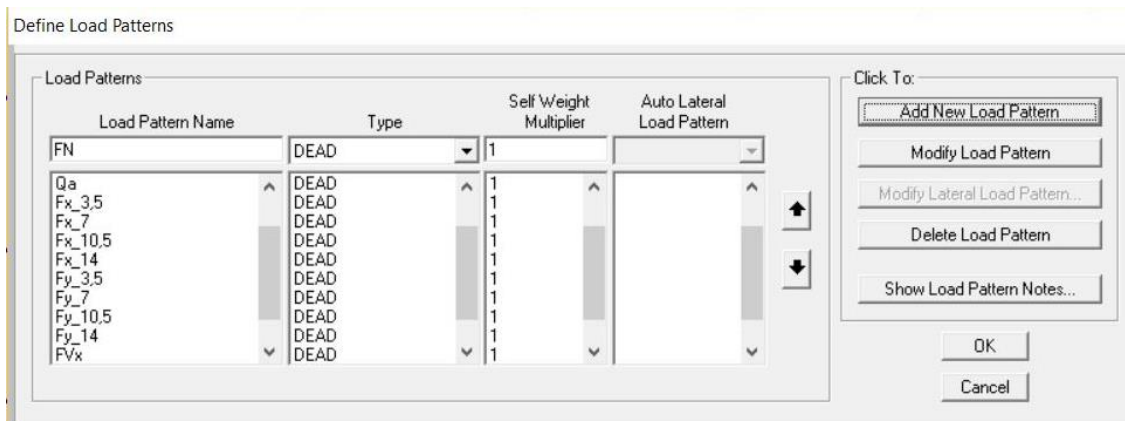 Define Load Patterns
Load Patterns
Click To:
Load Pattern Name Type Self Weight Multiplier Auto Lateral Load Pattern
FN DEAD 1
Qa DEAD 1
Fx_3,5 DEAD 1
Fx_7 DEAD 1
Fx_10,5 DEAD 1
Fx_14 DEAD 1
Fy_3,5 DEAD 1
Fy_7 DEAD 1
Fy_10,5 DEAD 1
Fy_14 DEAD 1
FVx DEAD 1
Add New Load Pattern
Modify Load Pattern
Modify Lateral Load Pattern...
Delete Load Pattern
Show Load Pattern Notes...
OK
Cancel